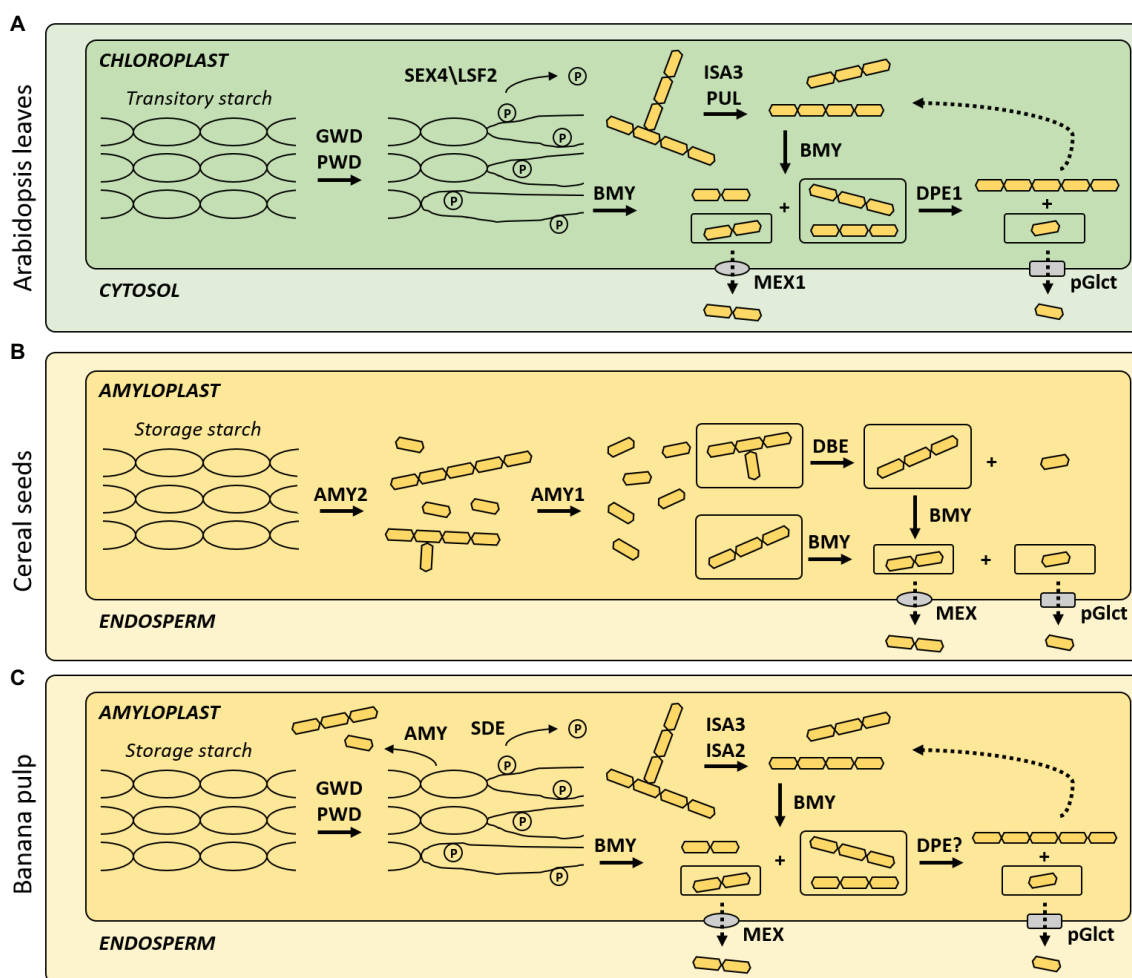 A
Arabidopsis leaves
CHLOROPLAST
Transitory starch
GWD
PWD
SEX4\LSF2
P
P
P
P
P
P
BMY
ISA3
PUL
BMY
+
DPE1
+
MEX1
pGlct
CYTOSOL
B
Cereal seeds
AMYLOPLAST
Storage starch
AMY2
AMY1
DBE
+
BMY
BMY
+
MEX
pGlct
ENDOSPERM
C
Banana pulp
AMYLOPLAST
Storage starch
GWD
PWD
AMY
SDE
P
P
P
P
P
P
BMY
ISA3
ISA2
BMY
+
DPE?
+
MEX
pGlct
ENDOSPERM